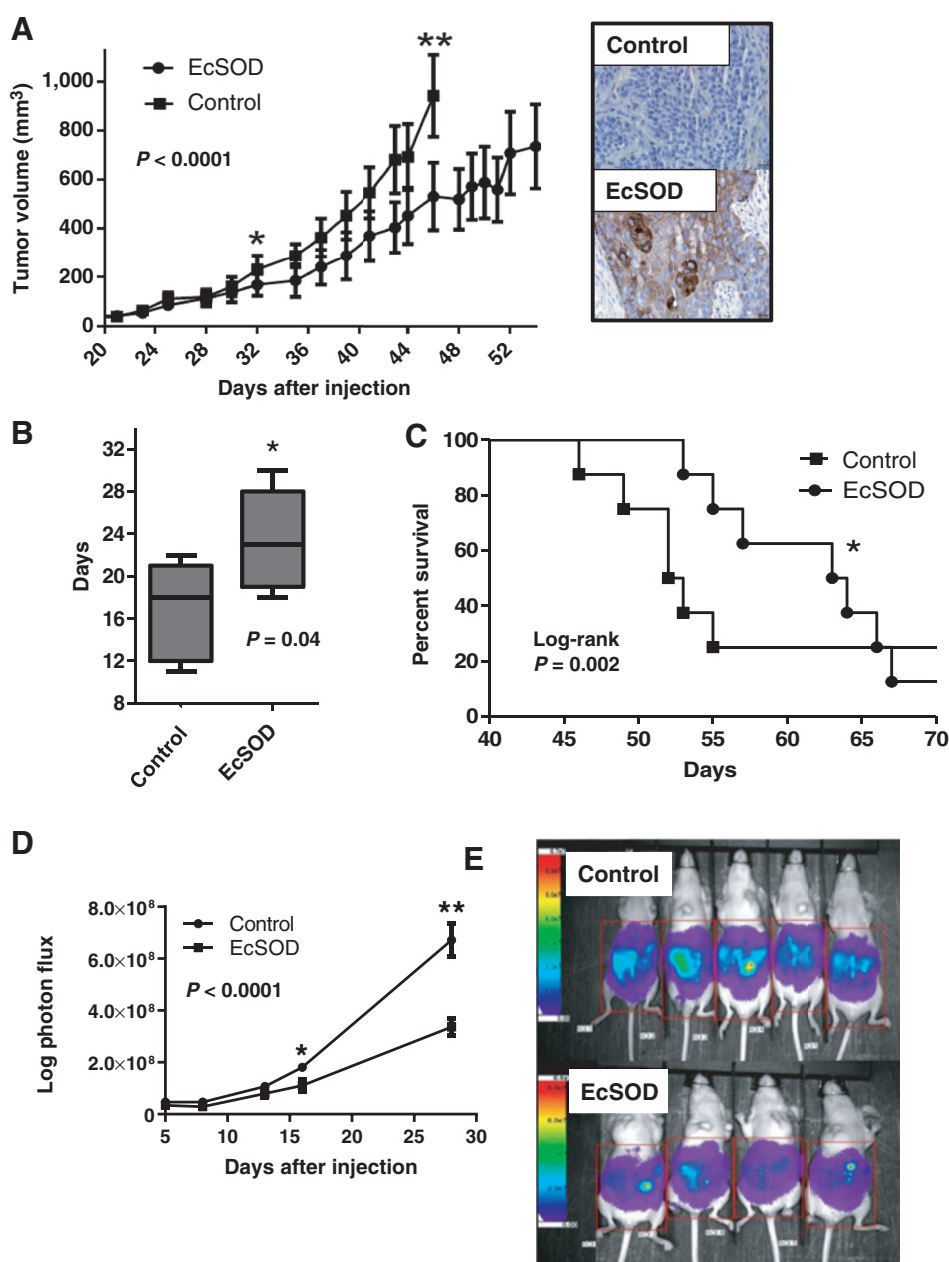 A
Tumor volume (mm³)
1,000
800
600
400
200
0
EcSOD
Control
P < 0.0001
*
**
20 24 28 32 36 40 44 48 52
Days after injection
Control
EcSOD
B
Days
32
28
24
20
16
12
8
*
P = 0.04
Control
EcSOD
C
Percent survival
100
80
60
40
20
0
Control
EcSOD
*
Log-rank
P = 0.002
40 45 50 55 60 65 70
Days
D
Log photon flux
8.0×10⁸
6.0×10⁸
4.0×10⁸
2.0×10⁸
0
Control
EcSOD
P < 0.0001
*
**
5 10 15 20 25 30
Days after injection
E
Control
EcSOD